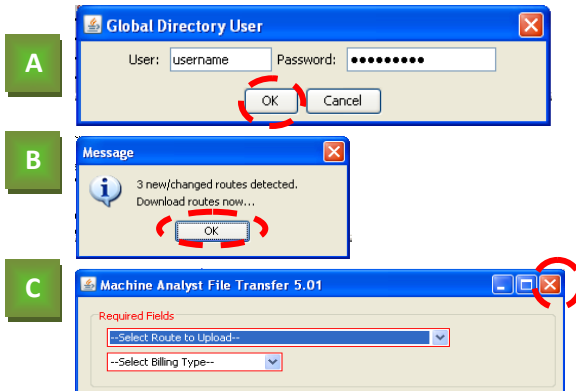 A
Global Directory User
User: username Password: ●●●●●●●●●
OK Cancel
B
Message
3 new/changed routes detected.
Download routes now...
OK
C
Machine Analyst File Transfer 5.01
Required Fields
--Select Route to Upload--
--Select Billing Type--